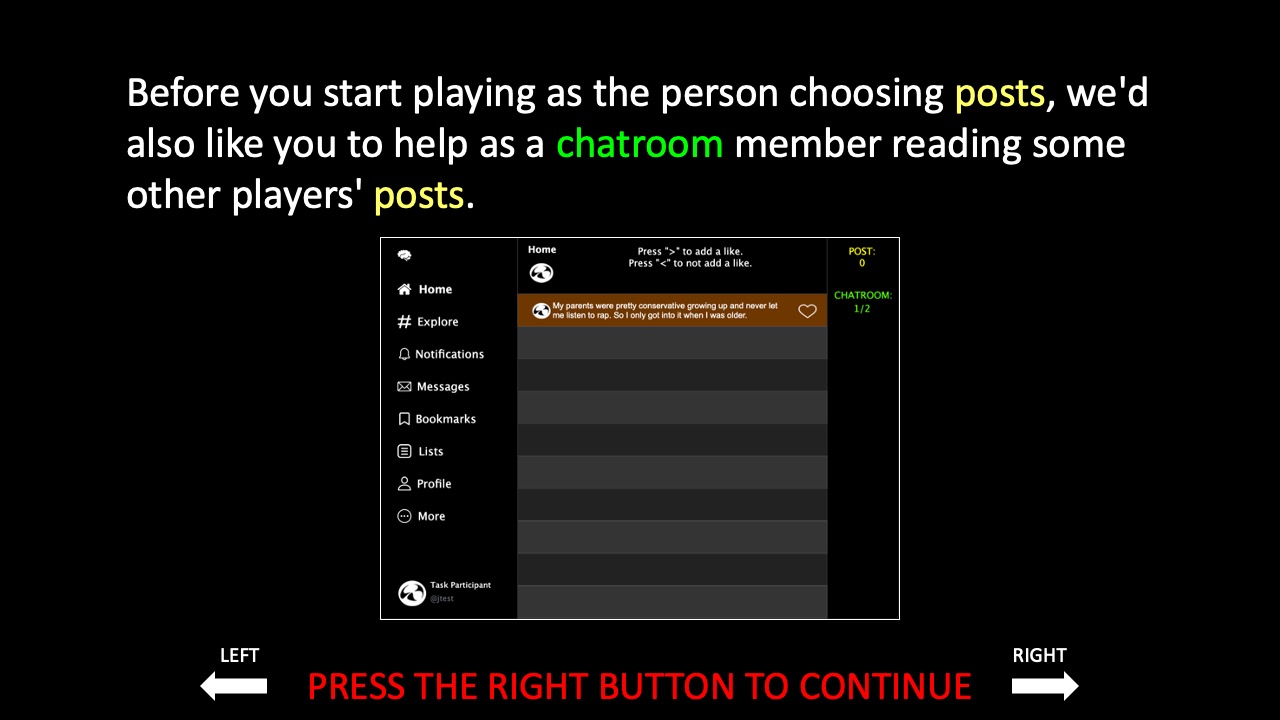 Before you start playing as the person choosing posts, we'd
also like you to help as a chatroom member reading some
other players' posts.
Home
Explore
Notifications
Messages
Bookmarks
Lists
Profile
More
Task Participant
@jtest
Home
Press ">" to add a like.
Press "<" to not add a like.
My parents were pretty conservative growing up and never let
me listen to rap. So I only got into it when I was older.
POST:
0
CHATROOM:
1/2
LEFT
PRESS THE RIGHT BUTTON TO CONTINUE
RIGHT